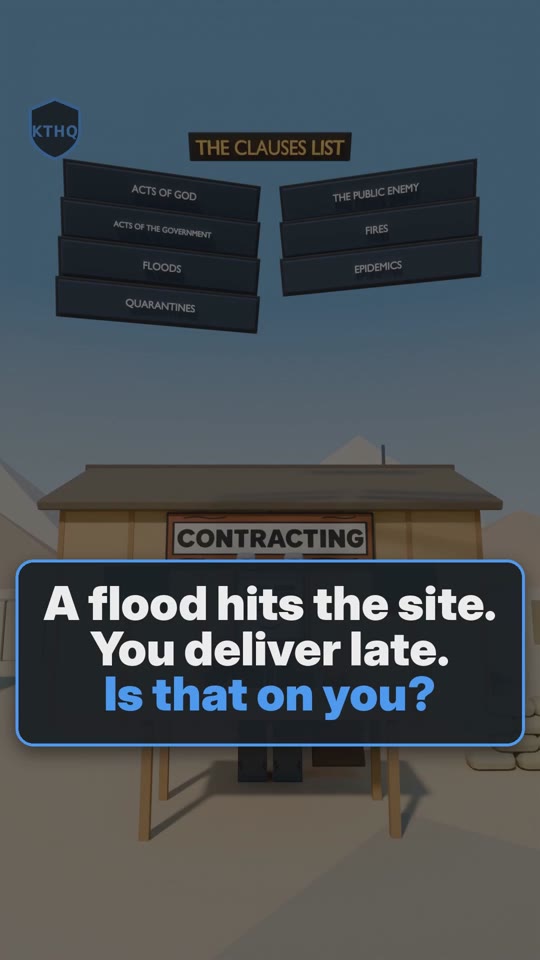 KTHQ
THE CLAUSES LIST
ACTS OF GOD
ACTS OF THE GOVERNMENT
FLOODS
QUARANTINES
THE PUBLIC ENEMY
FIRES
EPIDEMICS
CONTRACTING
A flood hits the site.
You deliver late.
Is that on you?